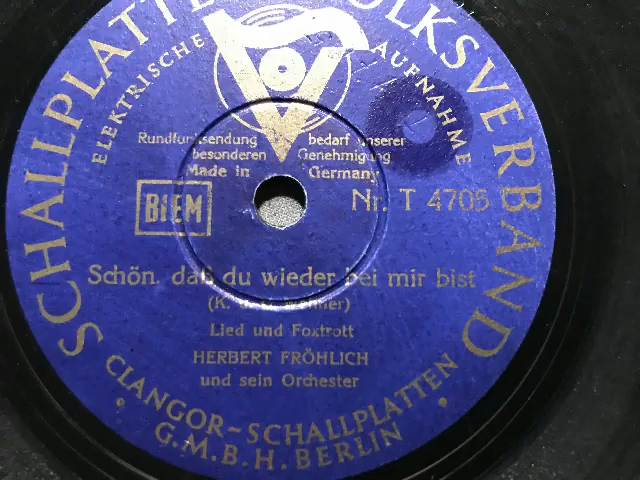 SCHALLPLATTEN VOLKSVERBAND
ELEKTRISCHE AUFNAHME
Rundfunksendung bedarf unserer
besonderen Genehmigung
Made in Germany
BIEM
Nr. T 4705
Schön, daß du wieder bei mir bist
(K.
Lied und Foxtrott
HERBERT FRÖHLICH
und sein Orchester
CLANGOR-SCHALLPLATTEN
G.M.B.H. BERLIN